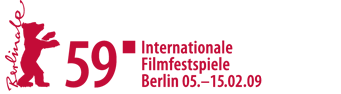 Berlinale
59
Internationale
Filmfestspiele
Berlin 05.–15.02.09